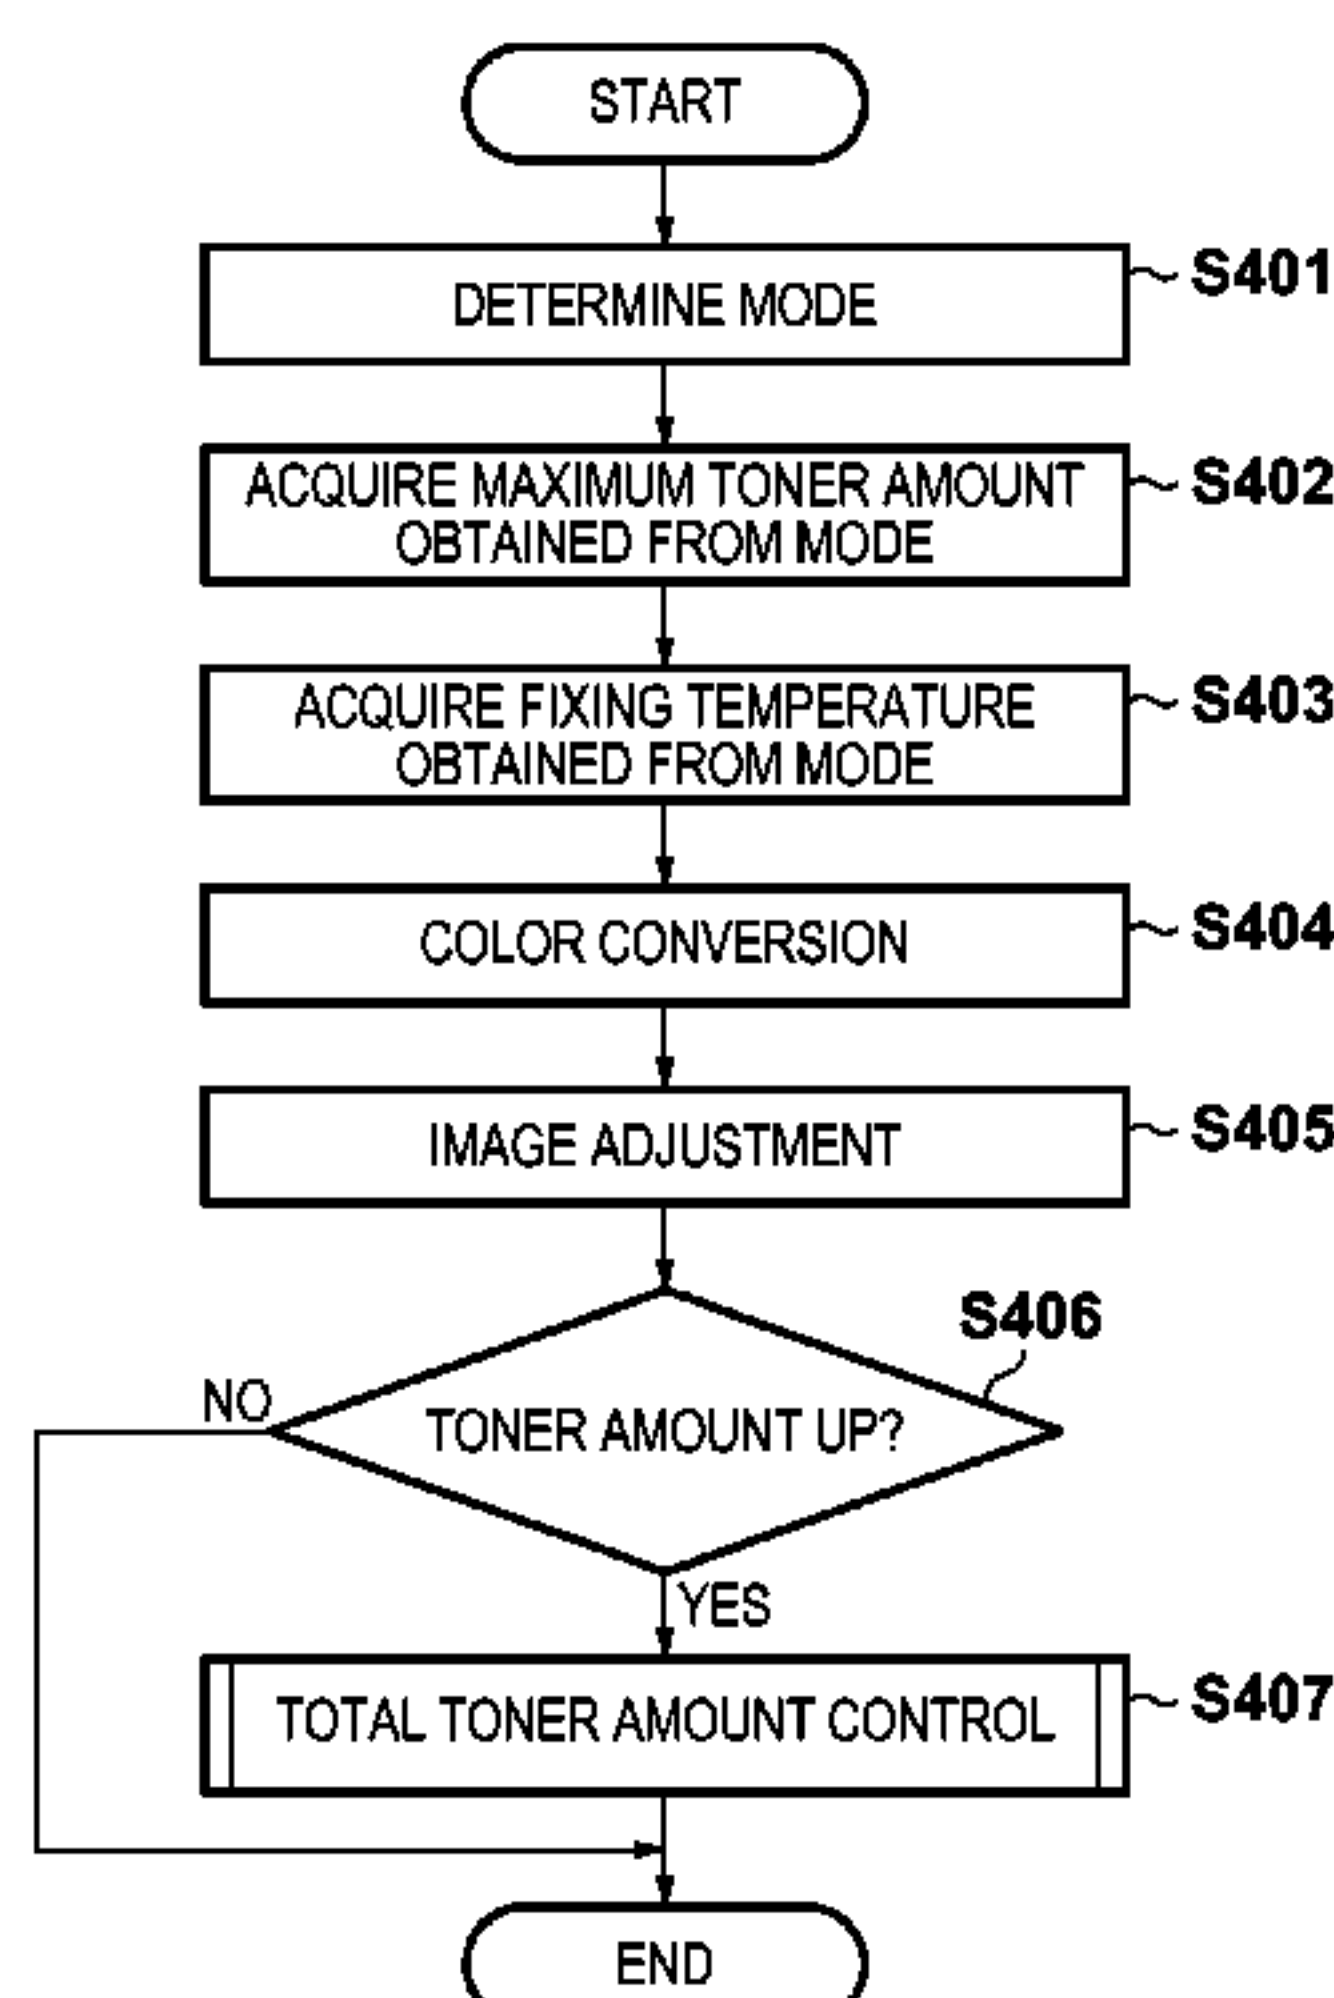 START
DETERMINE MODE
S401
ACQUIRE MAXIMUM TONER AMOUNT
OBTAINED FROM MODE
S402
ACQUIRE FIXING TEMPERATURE
OBTAINED FROM MODE
S403
COLOR CONVERSION
S404
IMAGE ADJUSTMENT
S405
S406
NO
TONER AMOUNT UP?
YES
TOTAL TONER AMOUNT CONTROL
S407
END